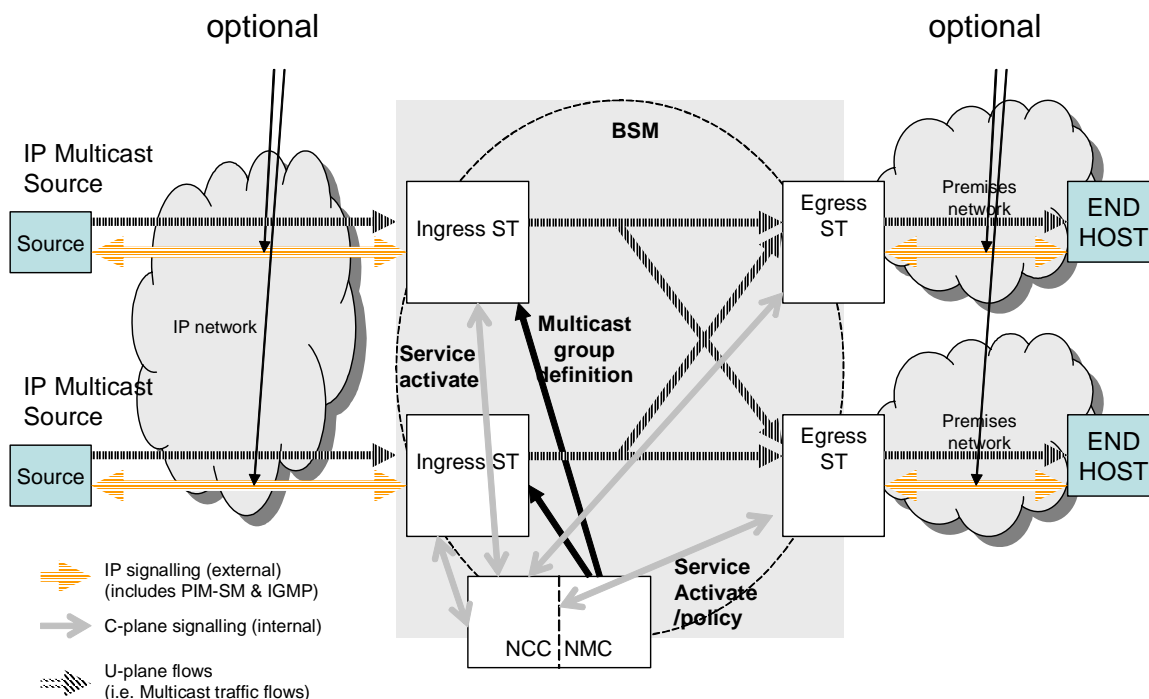 optional
optional
BSM
IP Multicast
Source
Source
IP network
Ingress ST
Egress
ST
Premises
network
END
HOST
Multicast
group
definition
Service
activate
IP Multicast
Source
Source
Ingress ST
Egress
ST
Premises
network
END
HOST
Service
Activate
/policy
NCC
NMC
IP signalling (external)
(includes PIM-SM & IGMP)
C-plane signalling (internal)
U-plane flows
(i.e. Multicast traffic flows)